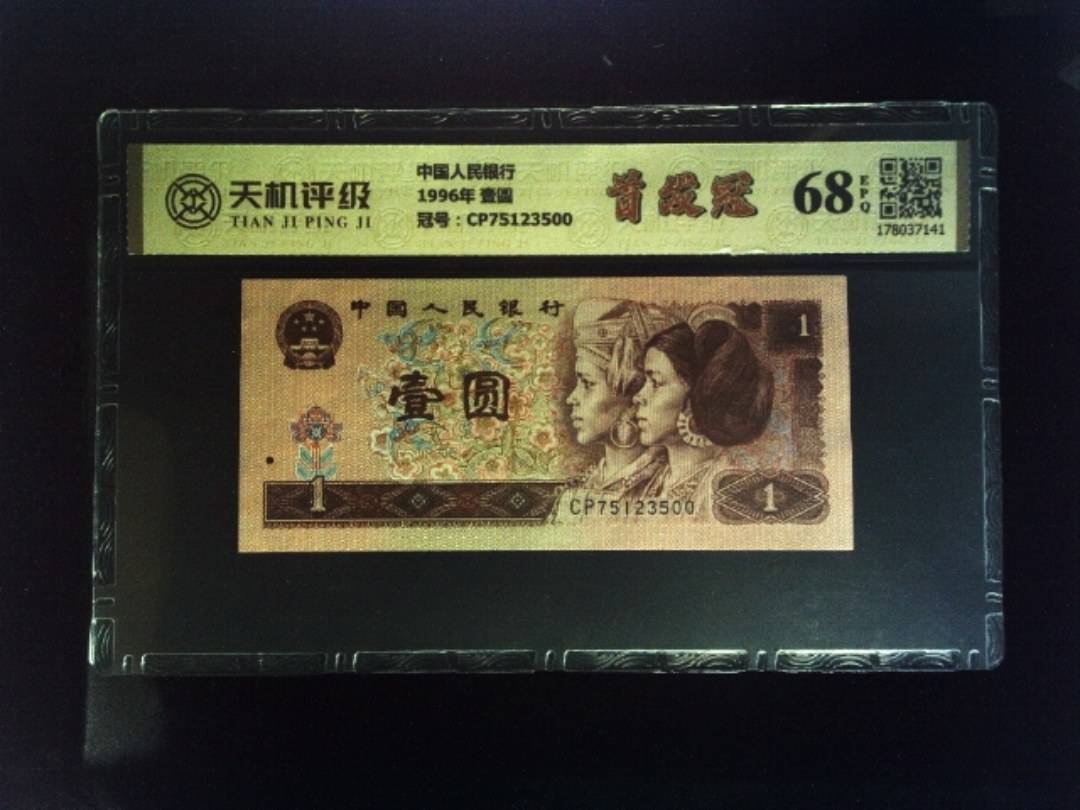 天机评级
TIAN JI PING JI
中国人民银行
1996年 壹圆
冠号：CP75123500
首发冠
68
EPQ
178037141
中国人民银行
1
壹圆
1
CP75123500
1